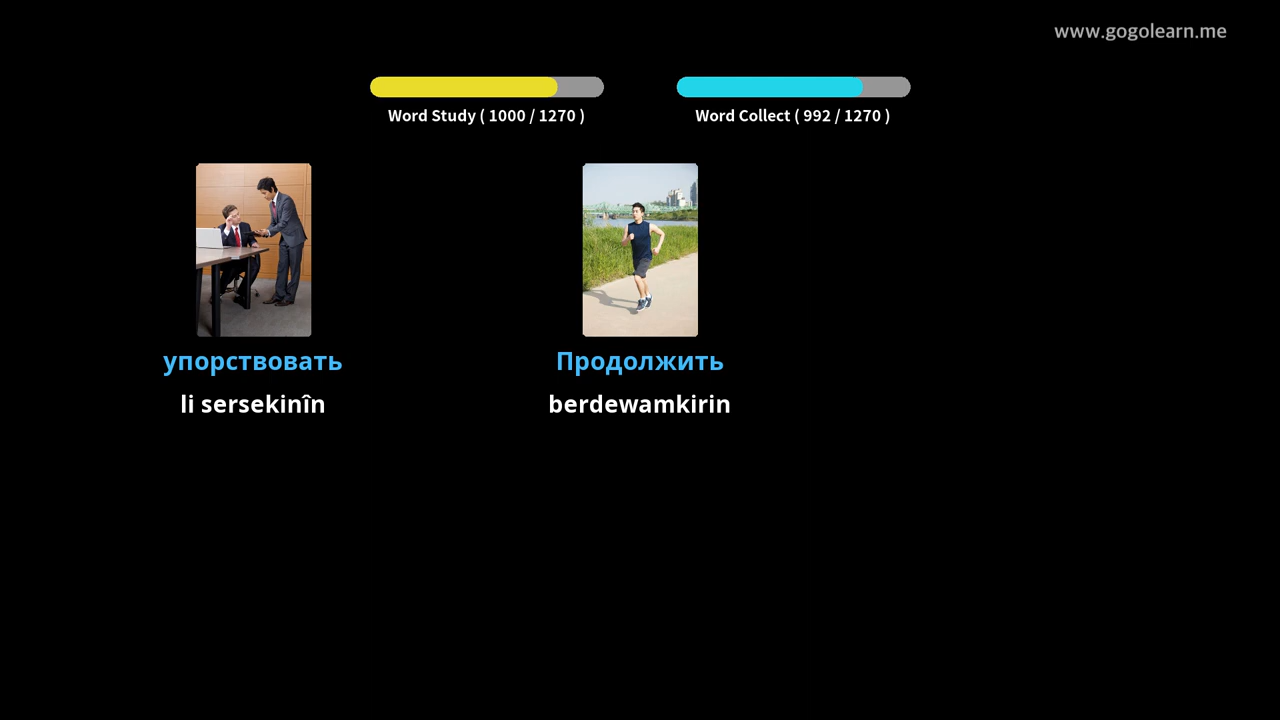 www.gogolearn.me
Word Study ( 1000 / 1270 )
Word Collect ( 992 / 1270 )
упорствовать
Продолжить
li sersekinîn
berdewamkirin